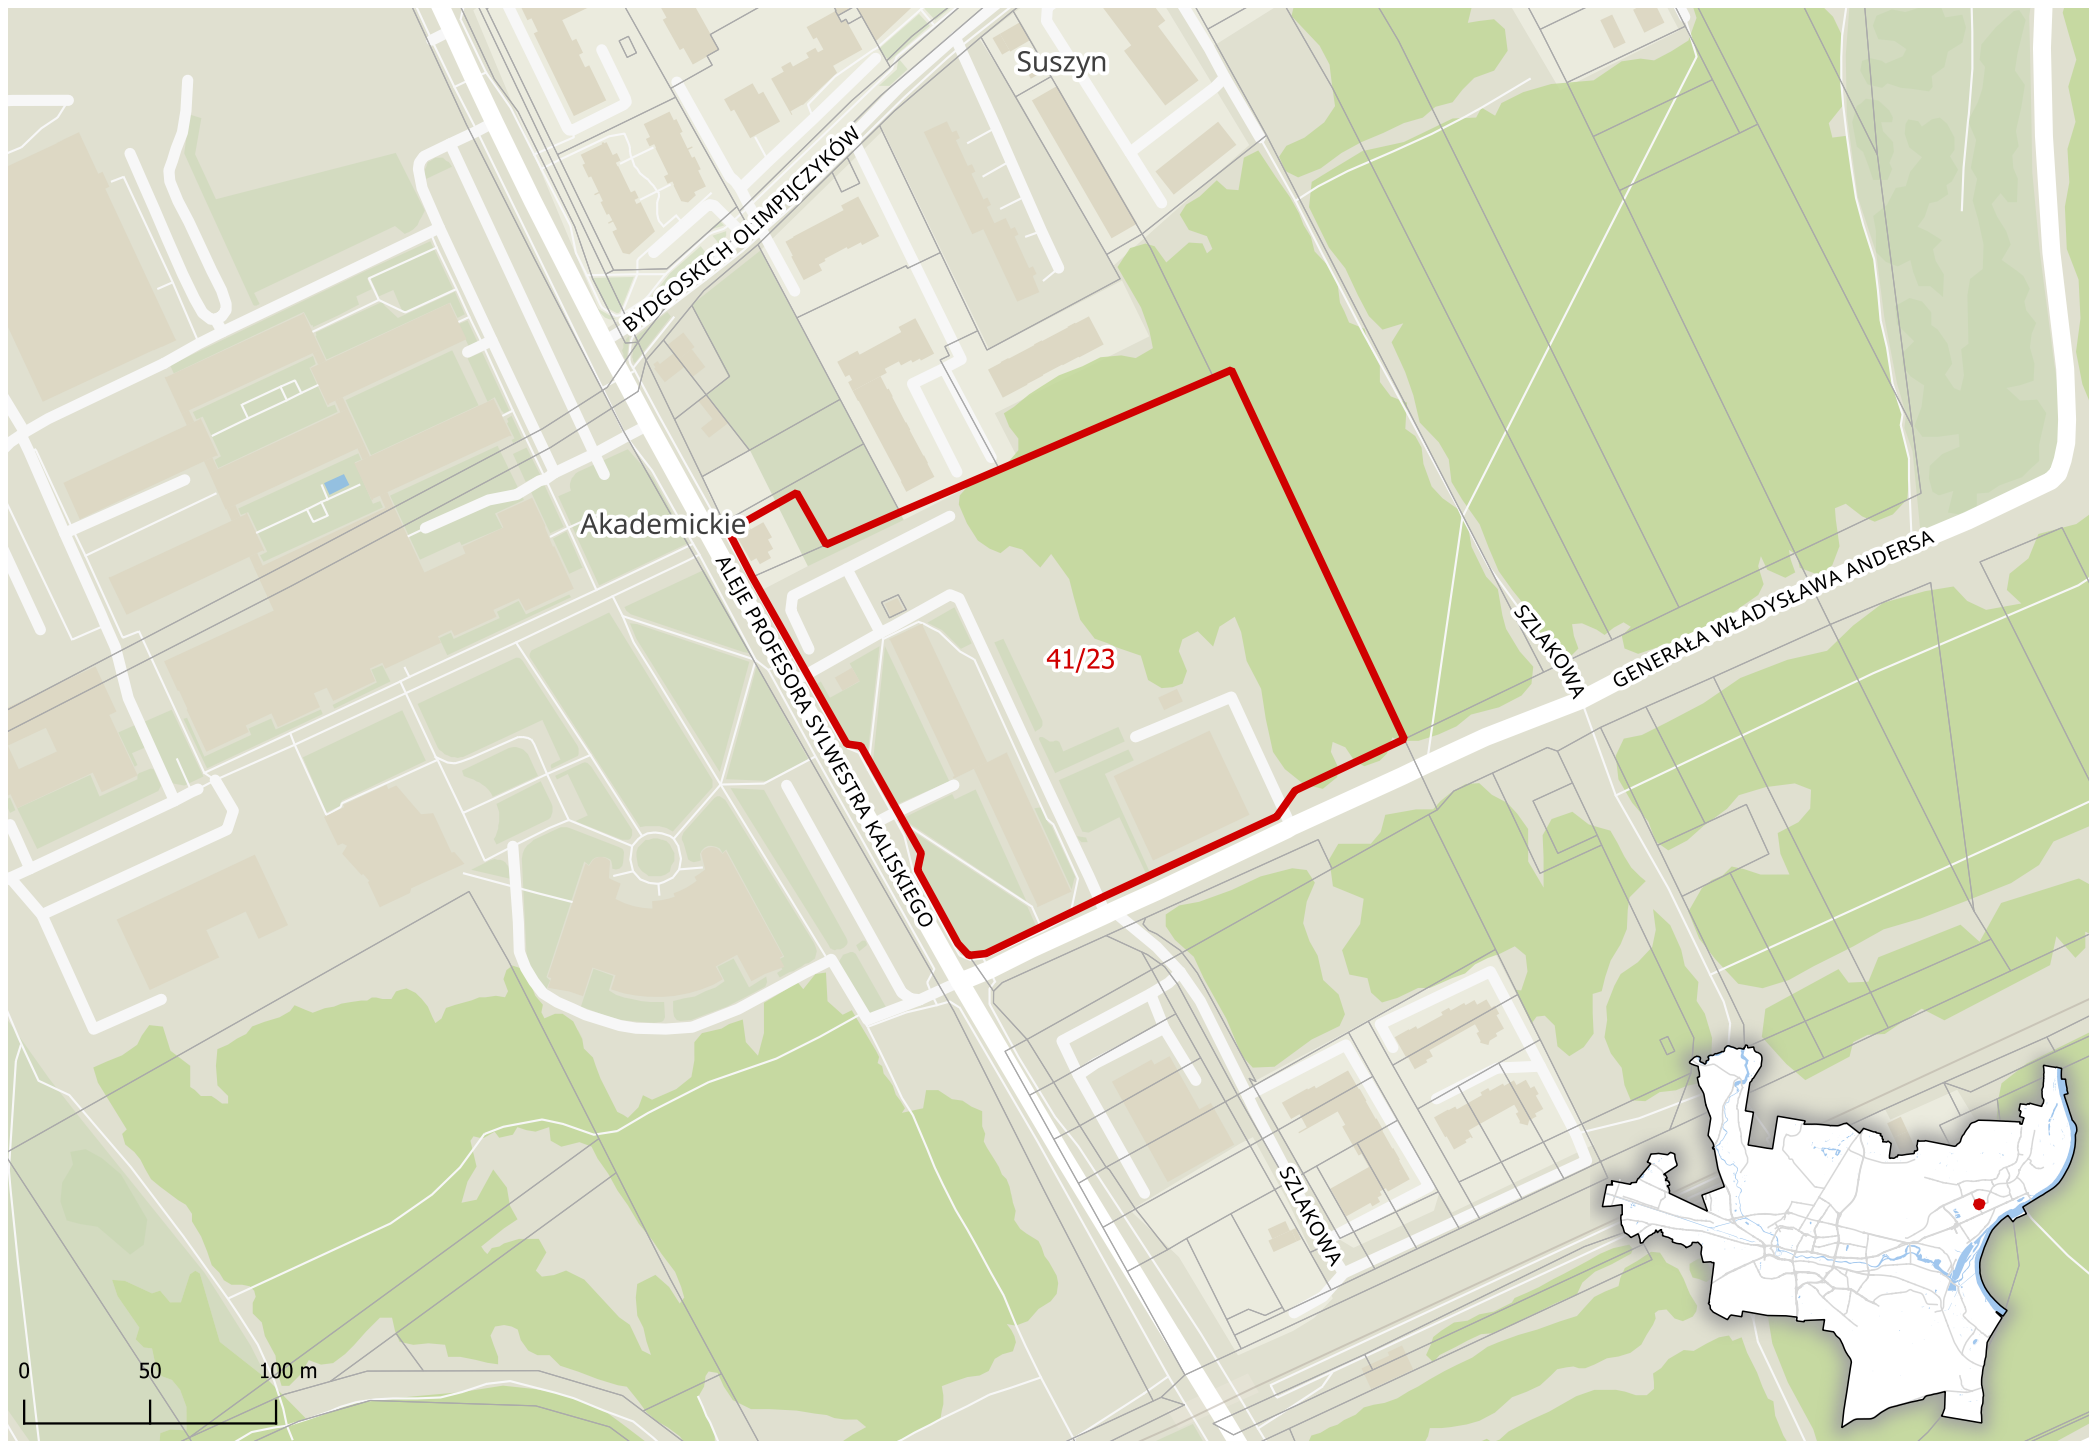 Suszyn
BYDGOSKICH OLIMPIJCZYKÓW
Akademickie
ALEJE PROFESORA SYLWESTRA KALISKIEGO
41/23
SZLAKOWA
GENERAŁA WŁADYSŁAWA ANDERSA
SZLAKOWA
0 50 100 m